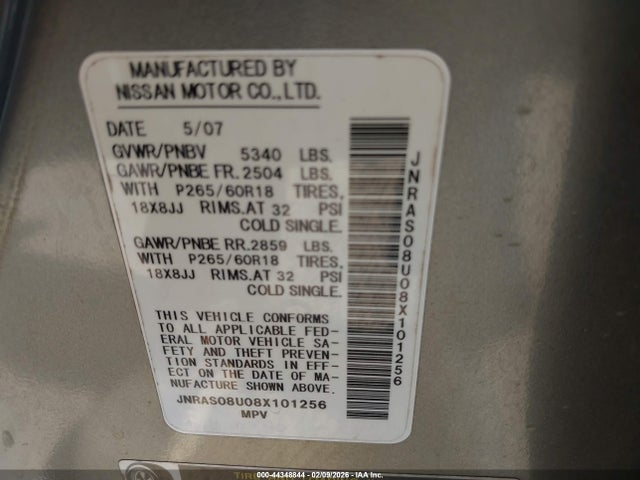 MANUFACTURED BY
NISSAN MOTOR CO.,LTD.
DATE 5/07
GVWR/PNBV 5340 LBS.
GAWR/PNBE FR. 2504 LBS.
WITH P265/60R18 TIRES,
18X8JJ RIMS.AT 32 PSI
COLD SINGLE.
GAWR/PNBE RR. 2859 LBS.
WITH P265/60R18 TIRES,
18X8JJ RIMS.AT 32 PSI
COLD SINGLE.
THIS VEHICLE CONFORMS
TO ALL APPLICABLE FED-
ERAL MOTOR VEHICLE SA-
FETY AND THEFT PREVEN-
TION STANDARDS IN EFF-
ECT ON THE DATE OF MA-
NUFACTURE SHOWN ABOVE.
JNRAS08U08X101256
MPV
JNRAS08U08X101256
TIRE
000-44348844 | 02/09/2026 - IAA Inc.